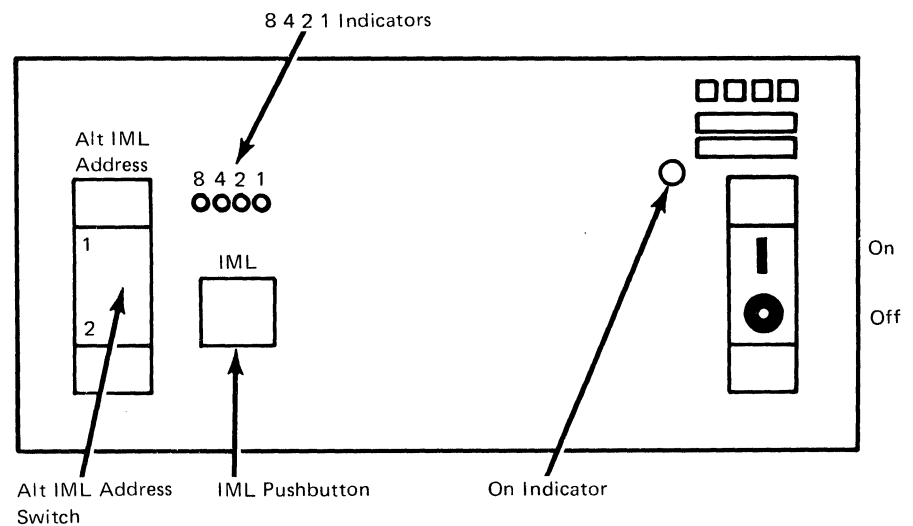 8 4 2 1 Indicators
Alt IML
Address
8 4 2 1
1
IML
On
2
Off
Alt IML Address
Switch
IML Pushbutton
On Indicator